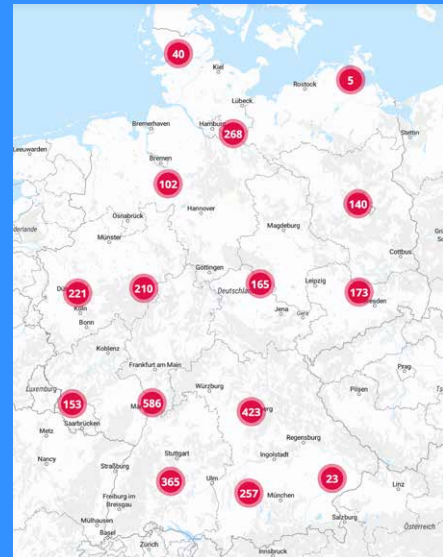 40
Kiel
5
Rostock
Lübeck
Bremerhaven
268
Stettin
Leeuwarden
Bremen
102
140
Hannover
Osnabrück
Magdeburg
Münster
Cottbus
Göttingen
221
210
165
Leipzig
173
Köln
Jena
Gera
Bonn
Koblenz
Frankfurt am Main
Prag
Würzburg
Luxemburg
Pilsen
153
586
423
Saarbrücken
Metz
Regensburg
Nancy
Stuttgart
Ingolstadt
Straßburg
365
Ulm
257
23
Linz
München
Freiburg im
Breisgau
Salzburg
Mülhausen
Österreich
Basel
Zürich
Innsbruck